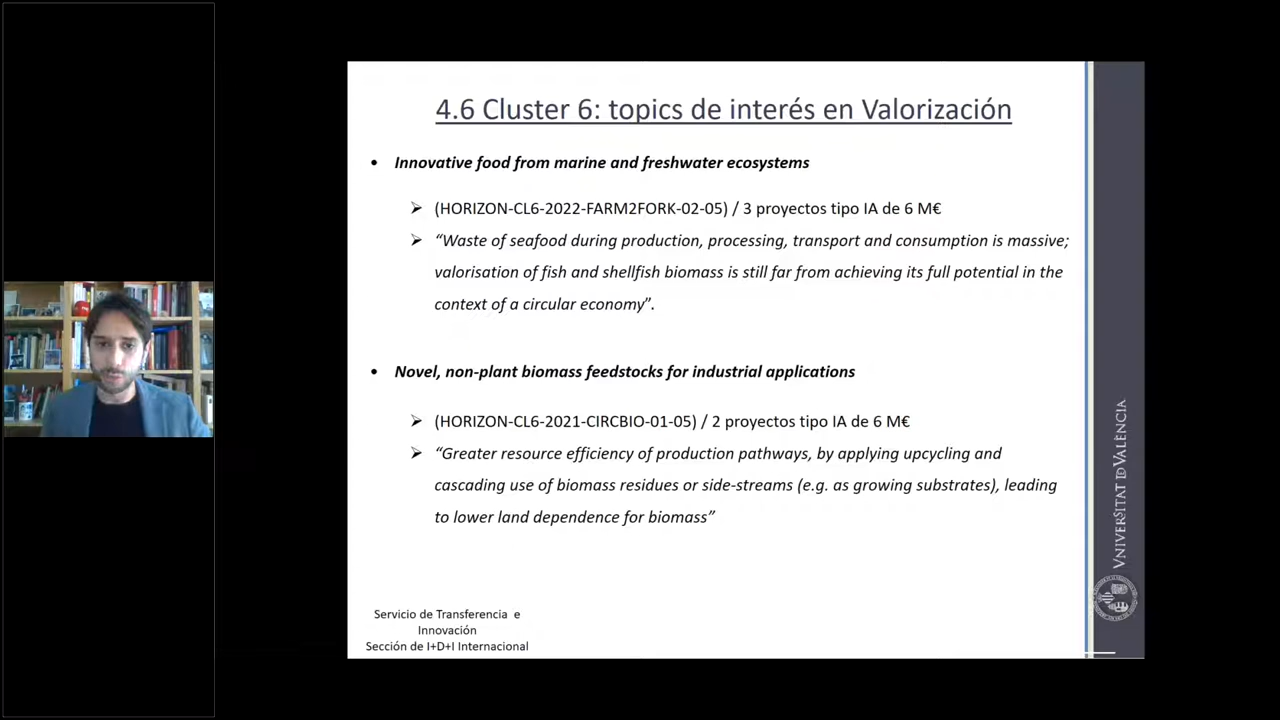 4.6 Cluster 6: topics de interés en Valorización
• Innovative food from marine and freshwater ecosystems
➢ (HORIZON-CL6-2022-FARM2FORK-02-05) / 3 proyectos tipo IA de 6 M€
➢ “Waste of seafood during production, processing, transport and consumption is massive;
valorisation of fish and shellfish biomass is still far from achieving its full potential in the
context of a circular economy”.
• Novel, non-plant biomass feedstocks for industrial applications
➢ (HORIZON-CL6-2021-CIRCBIO-01-05) / 2 proyectos tipo IA de 6 M€
➢ “Greater resource efficiency of production pathways, by applying upcycling and
cascading use of biomass residues or side-streams (e.g. as growing substrates), leading
to lower land dependence for biomass”
Servicio de Transferencia e
Innovación
Sección de I+D+I Internacional
VNIVERSITAT DE VALÈNCIA